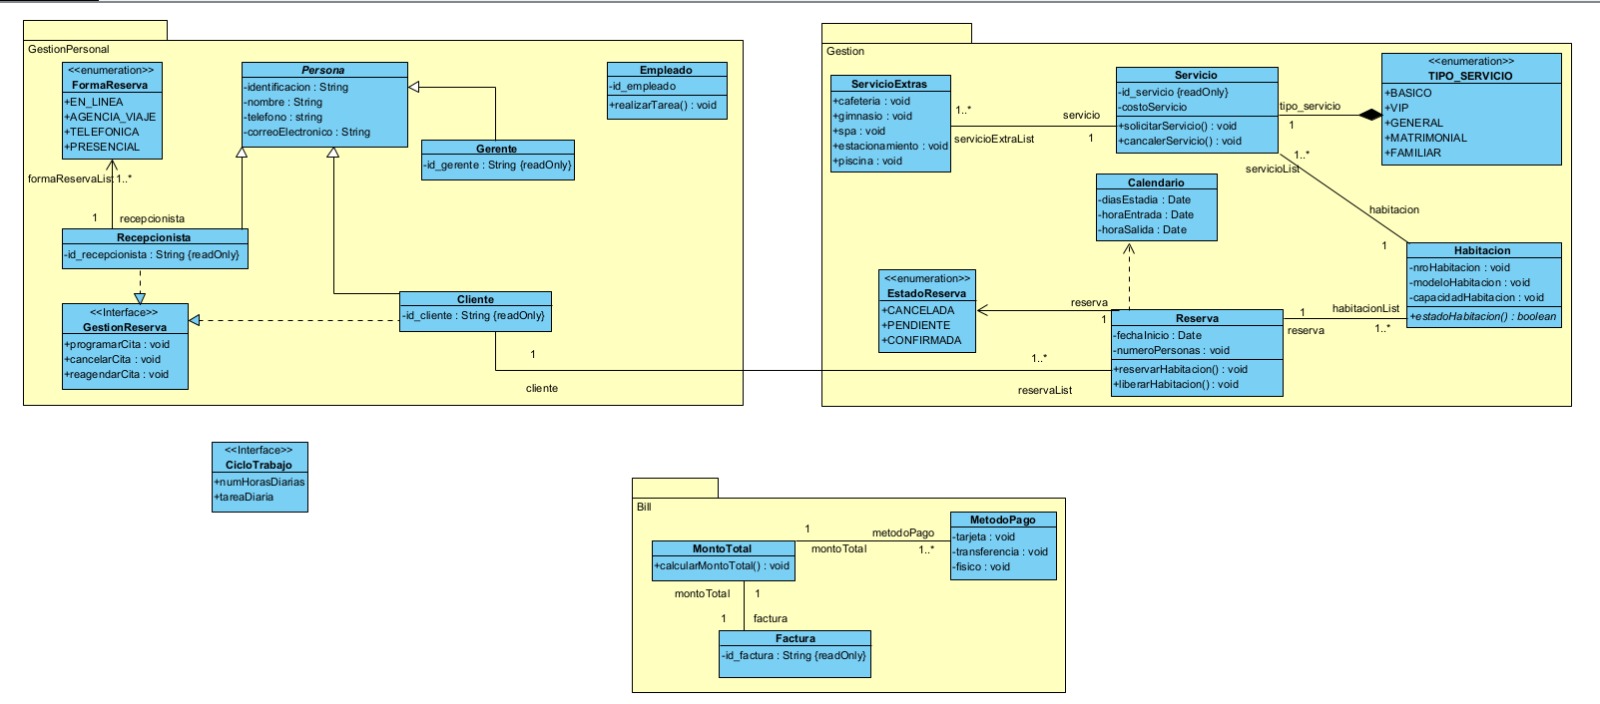 GestionPersonal
<<enumeration>>
FormaReserva
+EN_LINEA
+AGENCIA_VIAJE
+TELEFONICA
+PRESENCIAL
formaReservaList 1..*
1
recepcionista
Recepcionista
-id_recepcionista : String {readOnly}
<<Interface>>
GestionReserva
+programarCita : void
+cancelarCita : void
+reagendarCita : void
Persona
-identificacion : String
-nombre : String
-telefono : string
-correoElectronico : String
Gerente
-id_gerente : String {readOnly}
Empleado
-id_empleado
+realizarTarea() : void
Cliente
-id_cliente : String {readOnly}
1
cliente
Gestion
ServicioExtras
+cafeteria : void
+gimnasio : void
+spa : void
+estacionamiento : void
+piscina : void
1..*
servicioExtraList
servicio
1
Servicio
-id_servicio {readOnly}
-costoServicio
+solicitarServicio() : void
+cancalerServicio() : void
tipo_servicio
1
<<enumeration>>
TIPO_SERVICIO
+BASICO
+VIP
+GENERAL
+MATRIMONIAL
+FAMILIAR
1..*
servicioList
habitacion
1
Calendario
-diasEstadia : Date
-horaEntrada : Date
-horaSalida : Date
<<enumeration>>
EstadoReserva
+CANCELADA
+PENDIENTE
+CONFIRMADA
reserva
1
Reserva
-fechaInicio : Date
-numeroPersonas : void
+reservarHabitacion() : void
+liberarHabitacion() : void
1..*
reservaList
1
reserva
habitacionList
1..*
Habitacion
-nroHabitacion : void
-modeloHabitacion : void
-capacidadHabitacion : void
+estadoHabitacion() : boolean
<<Interface>>
CicloTrabajo
+numHorasDiarias
+tareaDiaria
Bill
MontoTotal
+calcularMontoTotal() : void
1
montoTotal
metodoPago
1..*
MetodoPago
-tarjeta : void
-transferencia : void
-fisico : void
montoTotal
1
1
factura
Factura
-id_factura : String {readOnly}